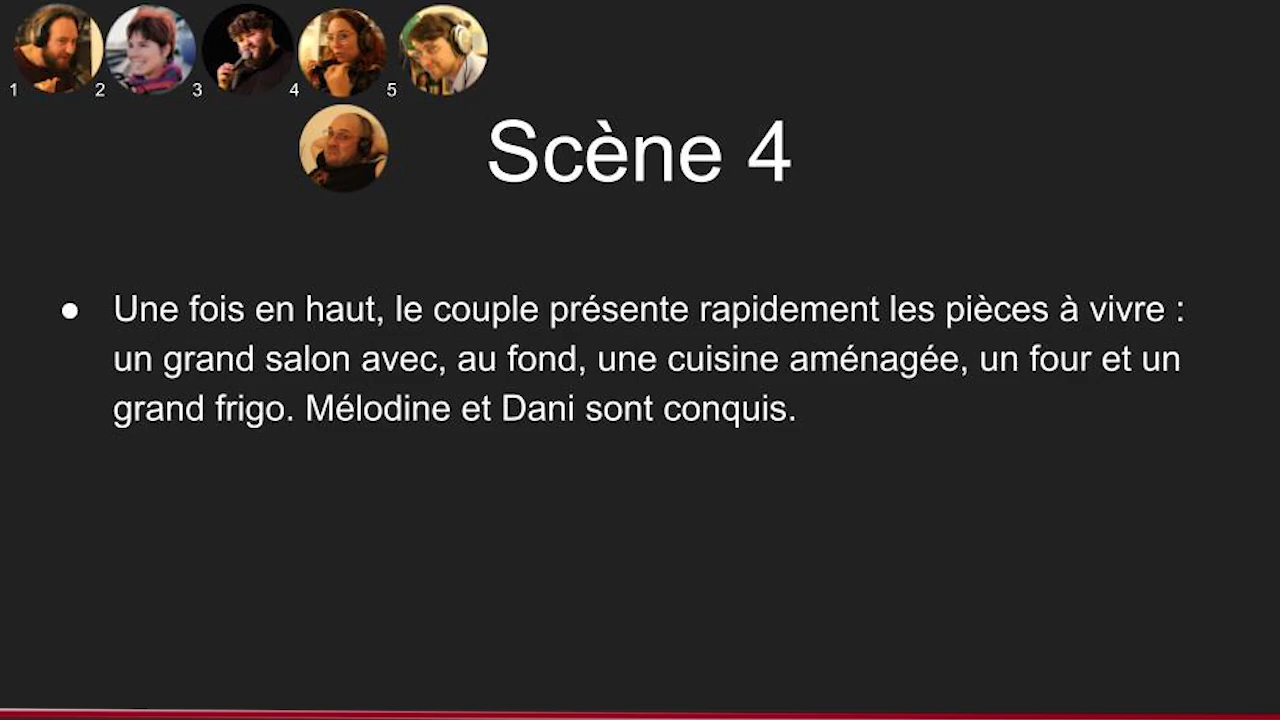 1 2 3 4 5
Scène 4
● Une fois en haut, le couple présente rapidement les pièces à vivre :
un grand salon avec, au fond, une cuisine aménagée, un four et un
grand frigo. Mélodine et Dani sont conquis.